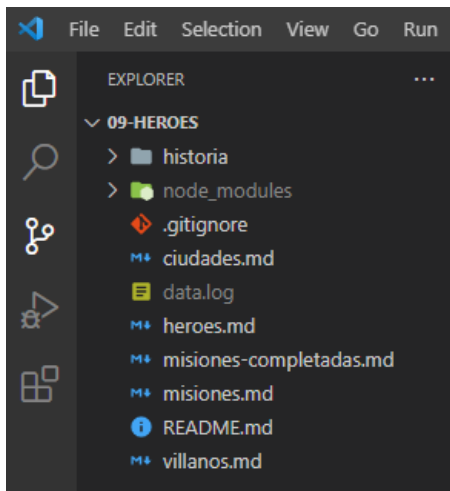 File Edit Selection View Go Run
EXPLORER
09-HEROES
historia
node_modules
.gitignore
ciudades.md
data.log
heroes.md
misiones-completadas.md
misiones.md
README.md
villanos.md